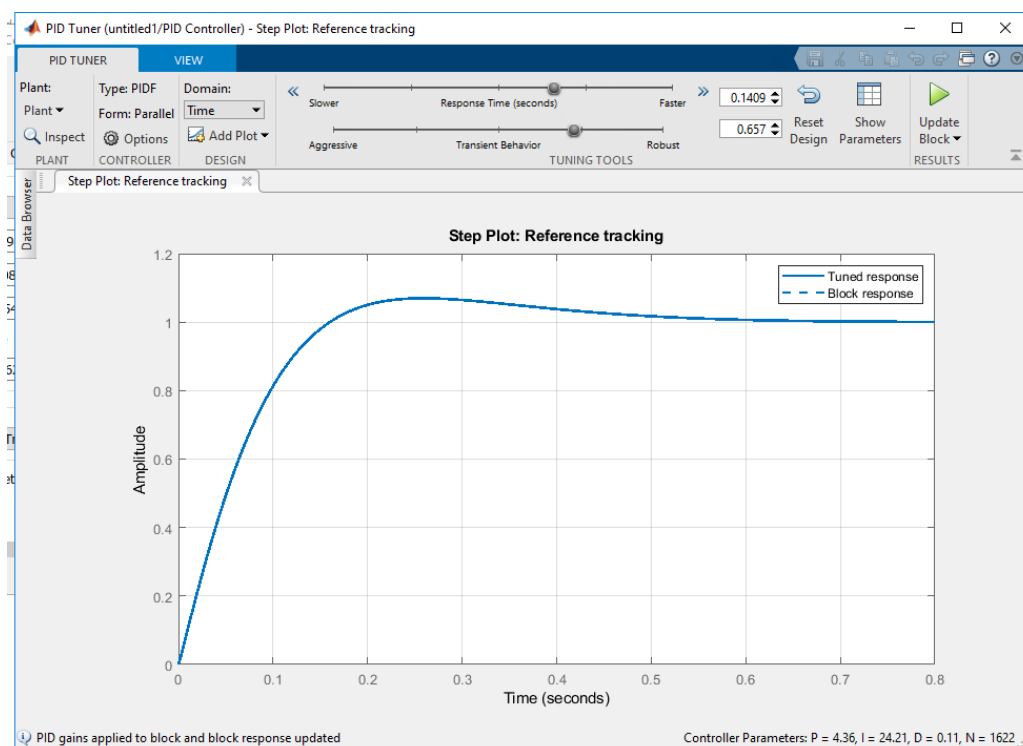 PID Tuner (untitled1/PID Controller) - Step Plot: Reference tracking
PID TUNER
VIEW
Plant:
Plant
Inspect
PLANT
Type: PIDF
Form: Parallel
Options
CONTROLLER
Domain:
Time
Add Plot
DESIGN
Slower
Response Time (seconds)
Faster
0.1409
Aggressive
Transient Behavior
Robust
0.657
Reset
Design
Show
Parameters
TUNING TOOLS
Update
Block
RESULTS
Step Plot: Reference tracking
Data Browser
Step Plot: Reference tracking
Tuned response
Block response
Amplitude
1.2
1
0.8
0.6
0.4
0.2
0
0 0.1 0.2 0.3 0.4 0.5 0.6 0.7 0.8
Time (seconds)
PID gains applied to block and block response updated
Controller Parameters: P = 4.36, I = 24.21, D = 0.11, N = 1622